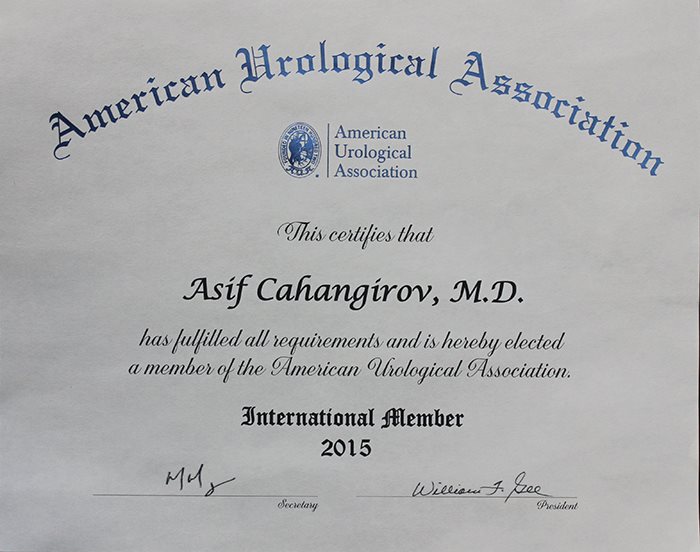 American Urological Association
American
Urological
Association
This certifies that
Asif Cahangirov, M.D.
has fulfilled all requirements and is hereby elected
a member of the American Urological Association.
International Member
2015
William F. Gee
Secretary
President